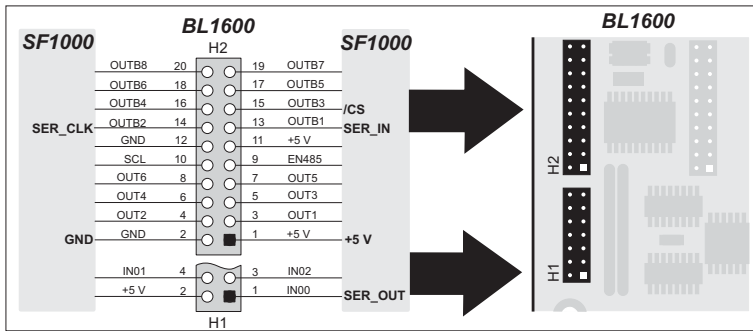 BL1600
BL1600
SF1000
H2
SF1000
OUTB8 20 19 OUTB7
OUTB6 18 17 OUTB5
OUTB4 16 15 OUTB3 /CS
SER_CLK OUTB2 14 13 OUTB1 SER_IN
GND 12 11 +5 V
SCL 10 9 EN485
OUT6 8 7 OUT5
OUT4 6 5 OUT3
OUT2 4 3 OUT1
GND GND 2 1 +5 V +5 V
IN01 4 3 IN02
+5 V 2 1 IN00 SER_OUT
H1
H2
H1